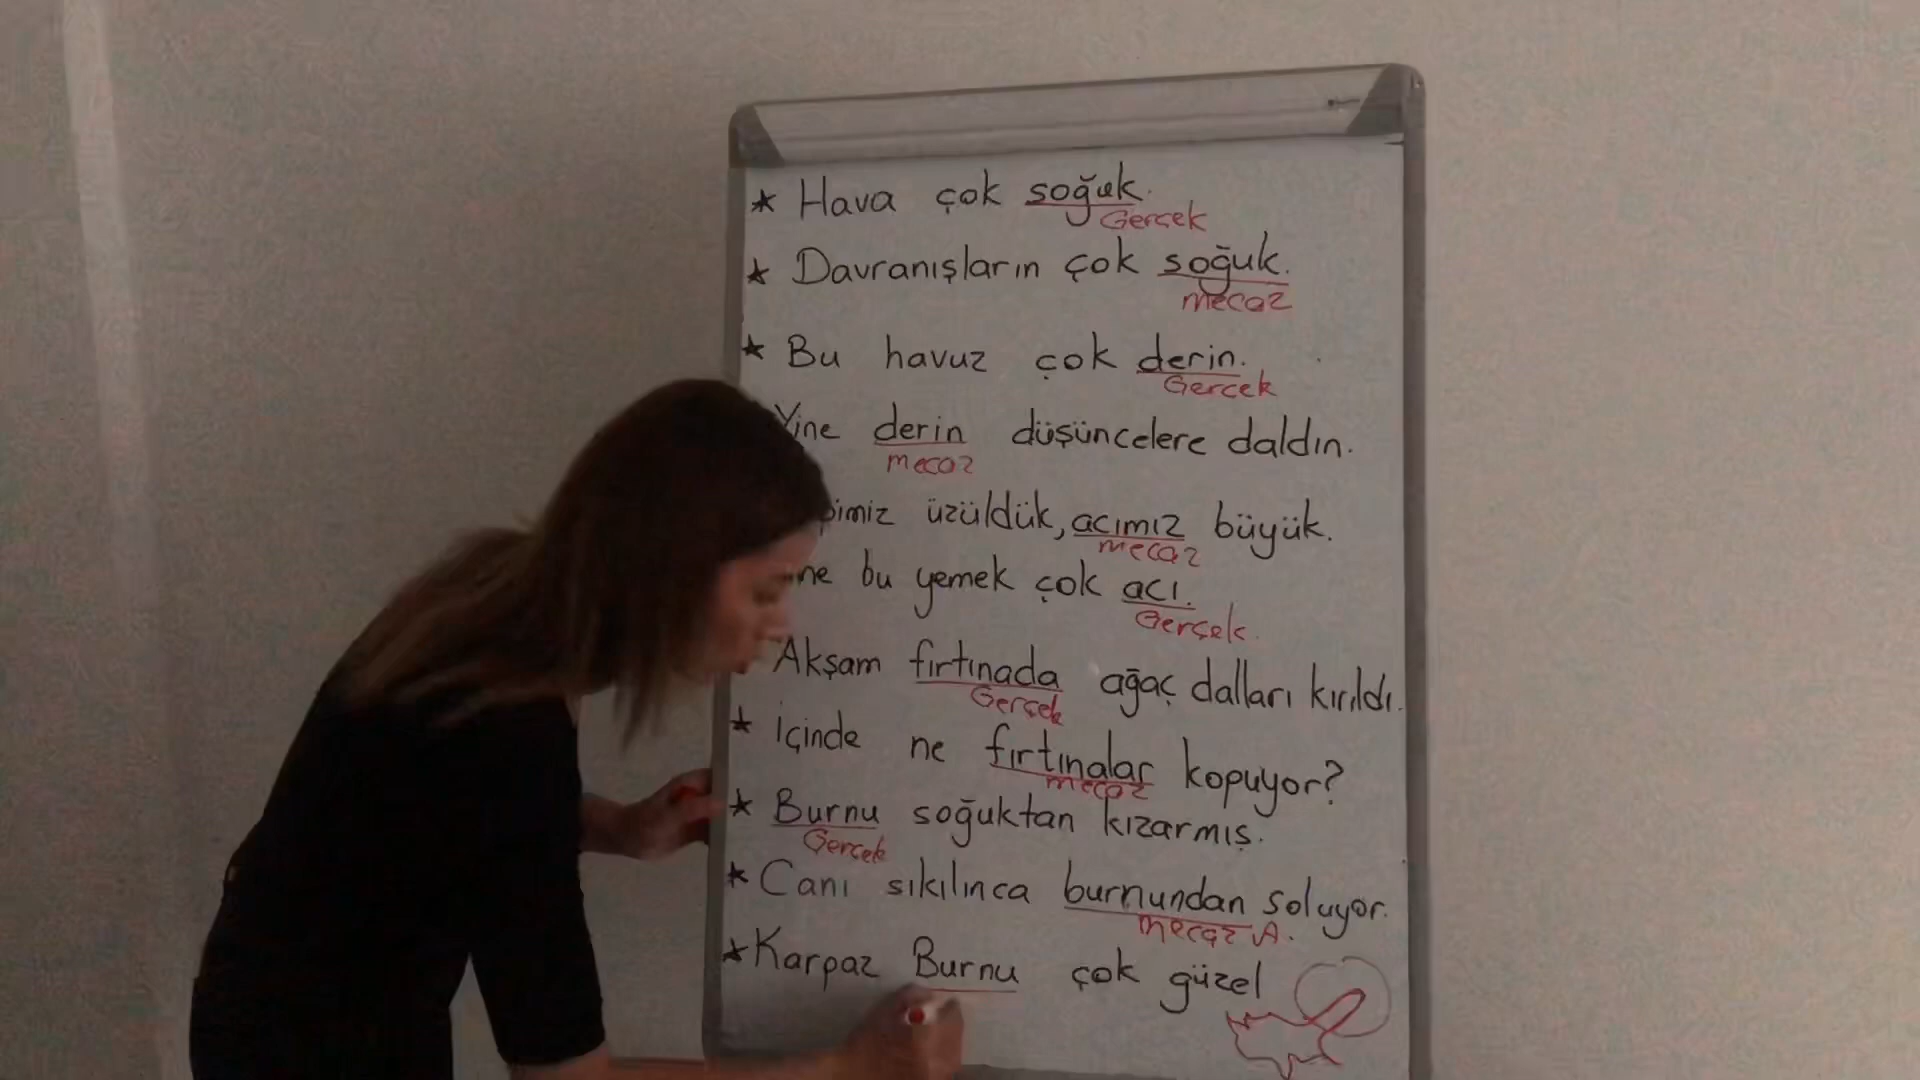 ★ Hava çok soğuk.
Gerçek
★ Davranışların çok soğuk.
mecaz
★ Bu havuz çok derin.
Gerçek
Yine derin düşüncelere daldın.
mecaz
üzüldük, acımız büyük.
mecaz
bu yemek çok acı.
Gerçek.
Akşam fırtınada ağaç dalları kırıldı.
Gerçek
★ İçinde ne fırtınalar kopuyor?
mecaz
★ Burnu soğuktan kızarmış.
Gerçek
★ Canı sıkılınca burnundan soluyor.
mecaz A.
★ Karpaz Burnu çok güzel